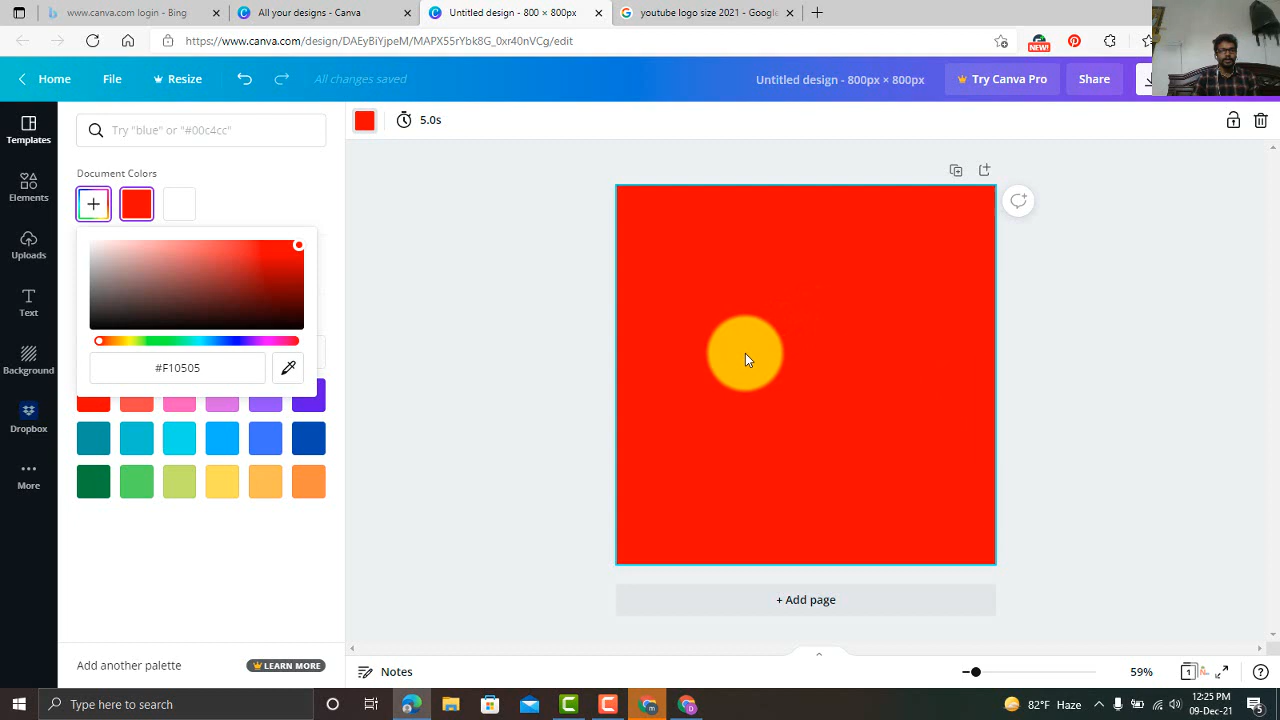 www.canva.com login - Bing
All your designs - Canva
Untitled design - 800 × 800px
youtube logo size 2021 - Google
https://www.canva.com/design/DAEyBiYjpeM/MAPX55rYbk8G_0xr40nVCg/edit
NEW!
Home
File
Resize
All changes saved
Untitled design - 800px × 800px
Try Canva Pro
Share
Templates
Elements
Uploads
Text
Background
Dropbox
More
Try "blue" or "#00c4cc"
5.0s
Document Colors
#F10505
+ Add page
Add another palette
LEARN MORE
Notes
59%
1
Type here to search
82°F Haze
12:25 PM
09-Dec-21